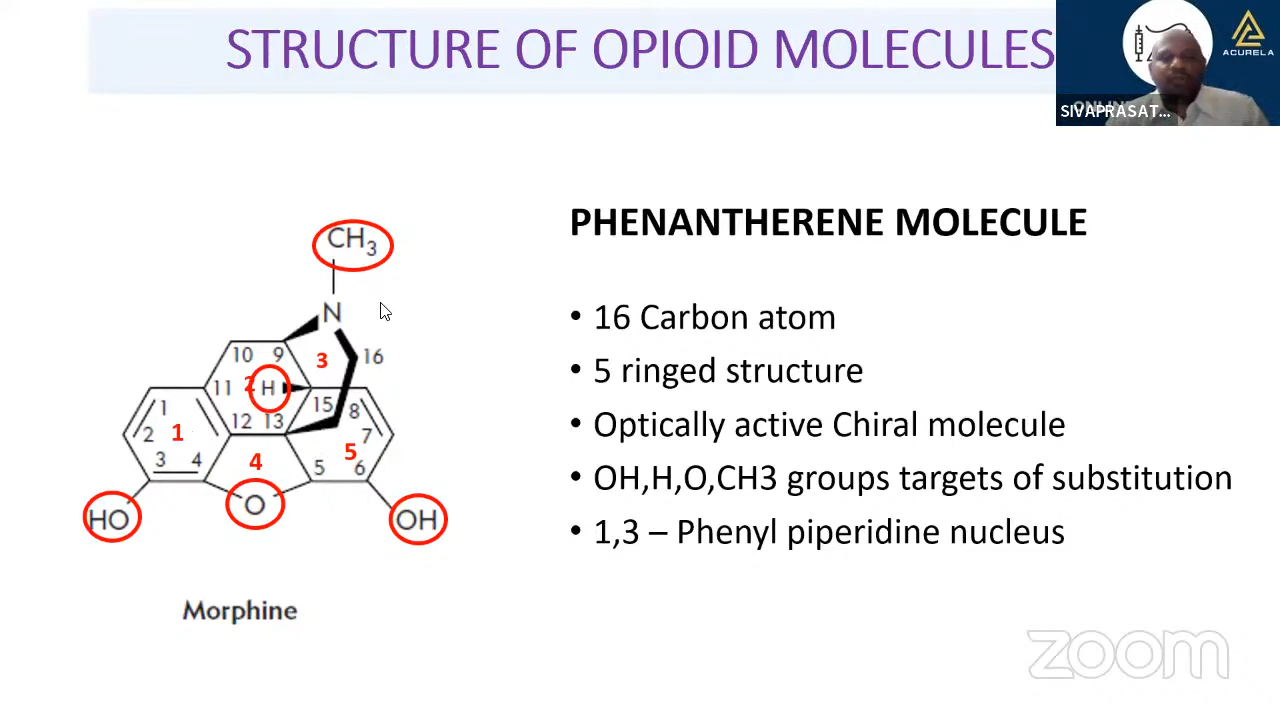 STRUCTURE OF OPIOID MOLECULES
ACURELA
SIVAPRASAT...
PHENANTHERENE MOLECULE
• 16 Carbon atom
• 5 ringed structure
• Optically active Chiral molecule
• OH,H,O,CH3 groups targets of substitution
• 1,3 – Phenyl piperidine nucleus
CH3
N
10 9 3 16
11 2 H
1 12 13 15 8
2 1 7
3 4 4 5 5 6
HO O OH
Morphine
zoom